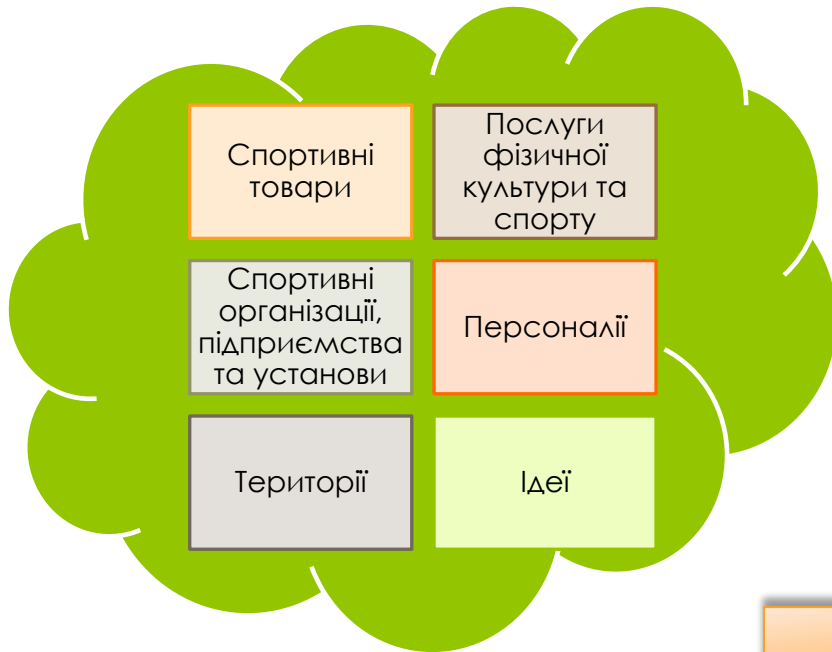 Спортивні
товари
Послуги
фізичної
культури та
спорту
Спортивні
організації,
підприємства
та установи
Персоналії
Території
Ідеї